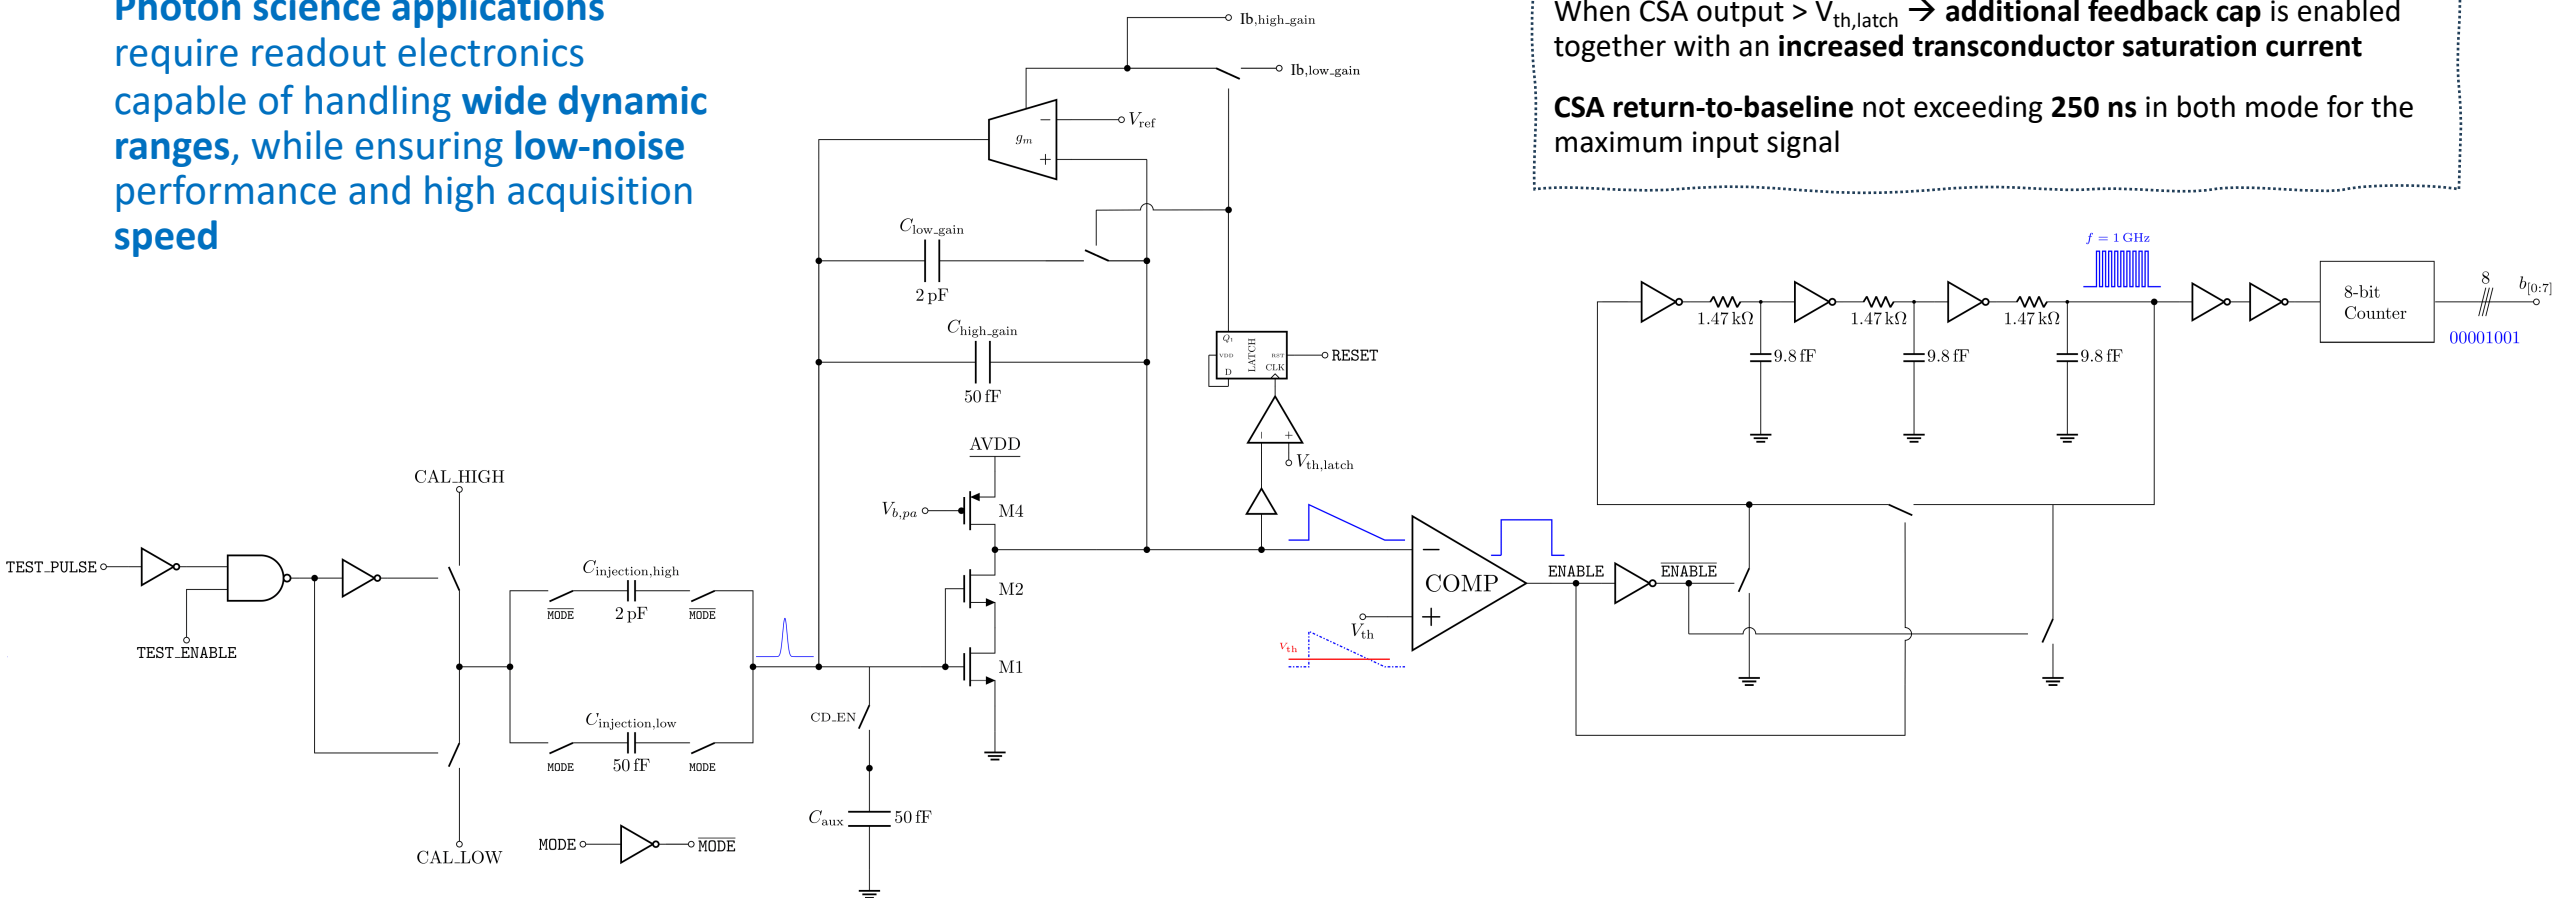 Photon science applications
require readout electronics
capable of handling wide dynamic
ranges, while ensuring low-noise
performance and high acquisition
speed
When CSA output > Vth,latch → additional feedback cap is enabled
together with an increased transconductor saturation current
CSA return-to-baseline not exceeding 250 ns in both mode for the
maximum input signal
Ib,high_gain
Ib,low_gain
Vref
gm
−
+
Clow_gain
2 pF
Chigh_gain
50 fF
Q1
VDD
D
LATCH
RST
CLK
RESET
− +
Vth,latch
AVDD
Vb,pa
M4
M2
M1
CD_EN
Caux
50 fF
CAL_HIGH
TEST_PULSE
TEST_ENABLE
CAL_LOW
Cinjection,high
2 pF
MODE
MODE
Cinjection,low
50 fF
MODE
MODE
MODE
MODE
−
COMP
+
Vth
Vth
ENABLE
ENABLE
f = 1 GHz
1.47 kΩ
1.47 kΩ
1.47 kΩ
9.8 fF
9.8 fF
9.8 fF
8-bit
Counter
8
b[0:7]
00001001